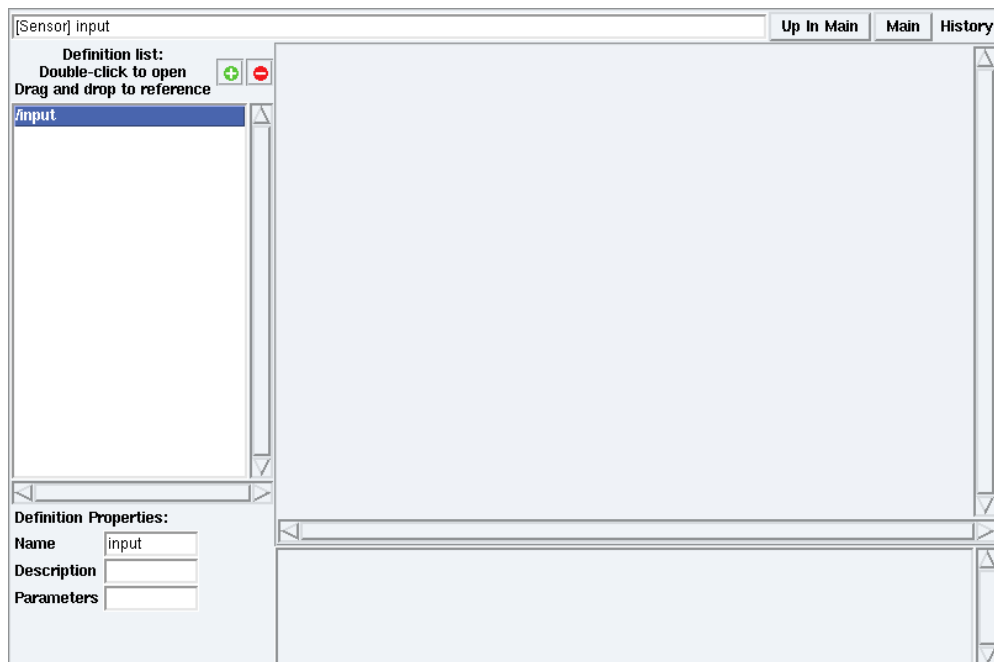 [Sensor] input
Up In Main
Main
History
Definition list:
Double-click to open
Drag and drop to reference
/input
Definition Properties:
Name
input
Description
Parameters